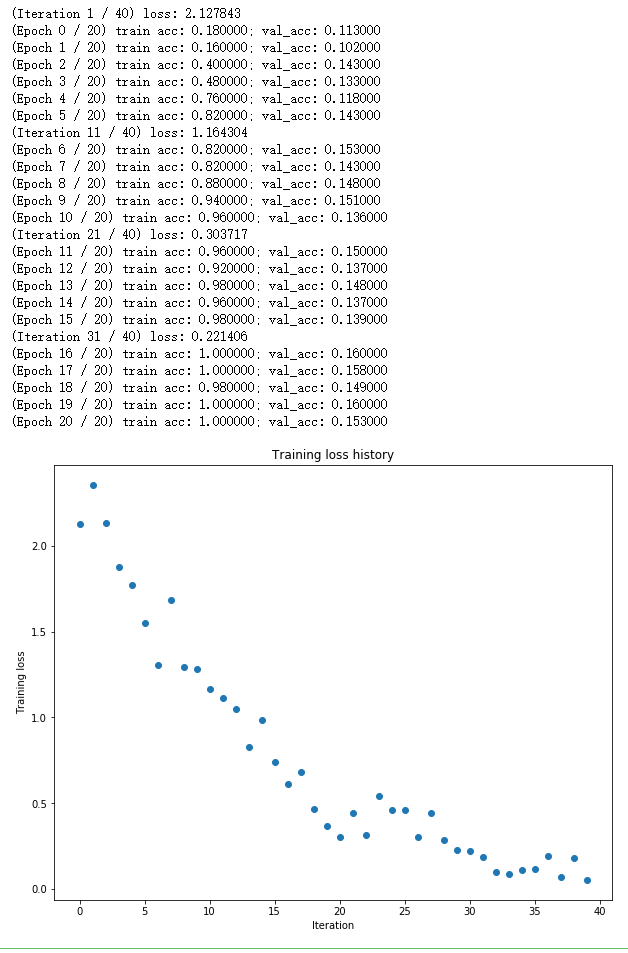 (Iteration 1 / 40) loss: 2.127843
(Epoch 0 / 20) train acc: 0.180000; val_acc: 0.113000
(Epoch 1 / 20) train acc: 0.160000; val_acc: 0.102000
(Epoch 2 / 20) train acc: 0.400000; val_acc: 0.143000
(Epoch 3 / 20) train acc: 0.480000; val_acc: 0.133000
(Epoch 4 / 20) train acc: 0.760000; val_acc: 0.118000
(Epoch 5 / 20) train acc: 0.820000; val_acc: 0.143000
(Iteration 11 / 40) loss: 1.164304
(Epoch 6 / 20) train acc: 0.820000; val_acc: 0.153000
(Epoch 7 / 20) train acc: 0.820000; val_acc: 0.143000
(Epoch 8 / 20) train acc: 0.880000; val_acc: 0.148000
(Epoch 9 / 20) train acc: 0.940000; val_acc: 0.151000
(Epoch 10 / 20) train acc: 0.960000; val_acc: 0.136000
(Iteration 21 / 40) loss: 0.303717
(Epoch 11 / 20) train acc: 0.960000; val_acc: 0.150000
(Epoch 12 / 20) train acc: 0.920000; val_acc: 0.137000
(Epoch 13 / 20) train acc: 0.980000; val_acc: 0.148000
(Epoch 14 / 20) train acc: 0.960000; val_acc: 0.137000
(Epoch 15 / 20) train acc: 0.980000; val_acc: 0.139000
(Iteration 31 / 40) loss: 0.221406
(Epoch 16 / 20) train acc: 1.000000; val_acc: 0.160000
(Epoch 17 / 20) train acc: 1.000000; val_acc: 0.158000
(Epoch 18 / 20) train acc: 0.980000; val_acc: 0.149000
(Epoch 19 / 20) train acc: 1.000000; val_acc: 0.160000
(Epoch 20 / 20) train acc: 1.000000; val_acc: 0.153000
Training loss history
Training loss
2.0
1.5
1.0
0.5
0.0
0 5 10 15 20 25 30 35 40
Iteration